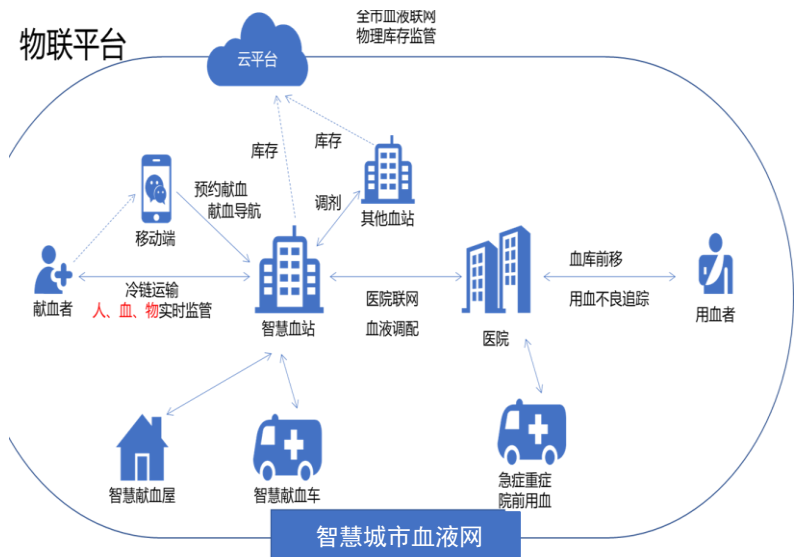 全市血液联网
物理库存监管
物联平台
云平台
库存
库存
预约献血
献血导航
调剂
其他血站
移动端
献血者
冷链运输
人、血、物实时监管
智慧血站
医院联网
血液调配
医院
血库前移
用血不良追踪
用血者
智慧献血屋
智慧献血车
急症重症
院前用血
智慧城市血液网